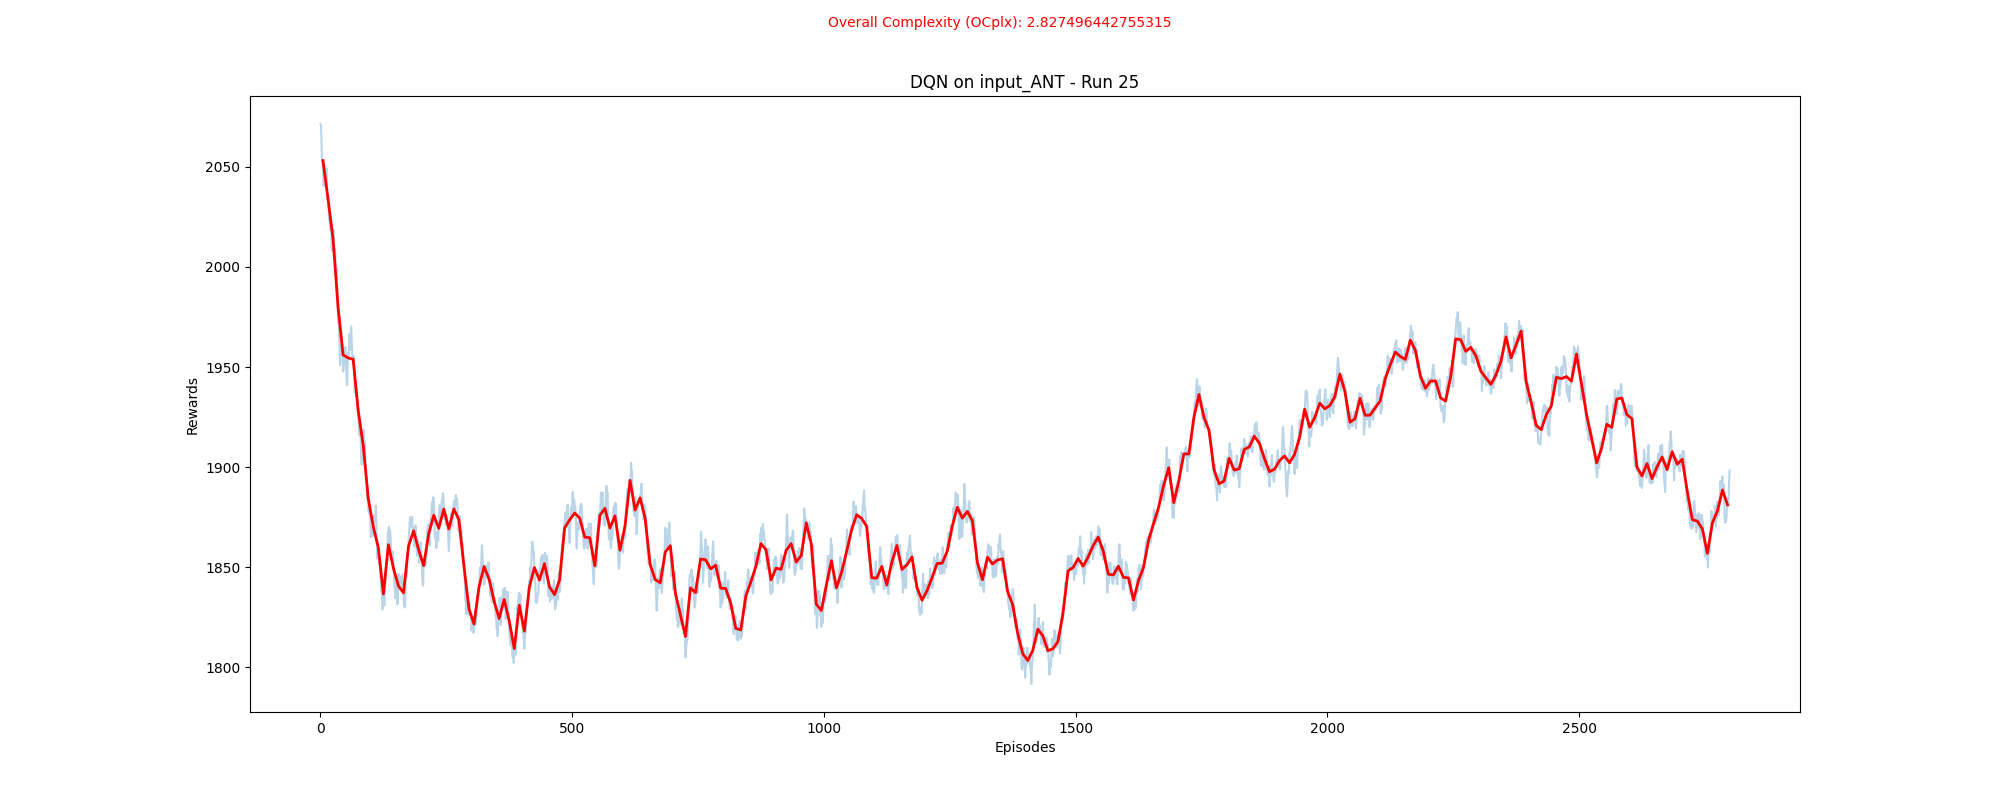 Overall Complexity (OCplx): 2.827496442755315
DQN on input_ANT - Run 25
2050
2000
1950
1900
1850
1800
Rewards
0 500 1000 1500 2000 2500
Episodes